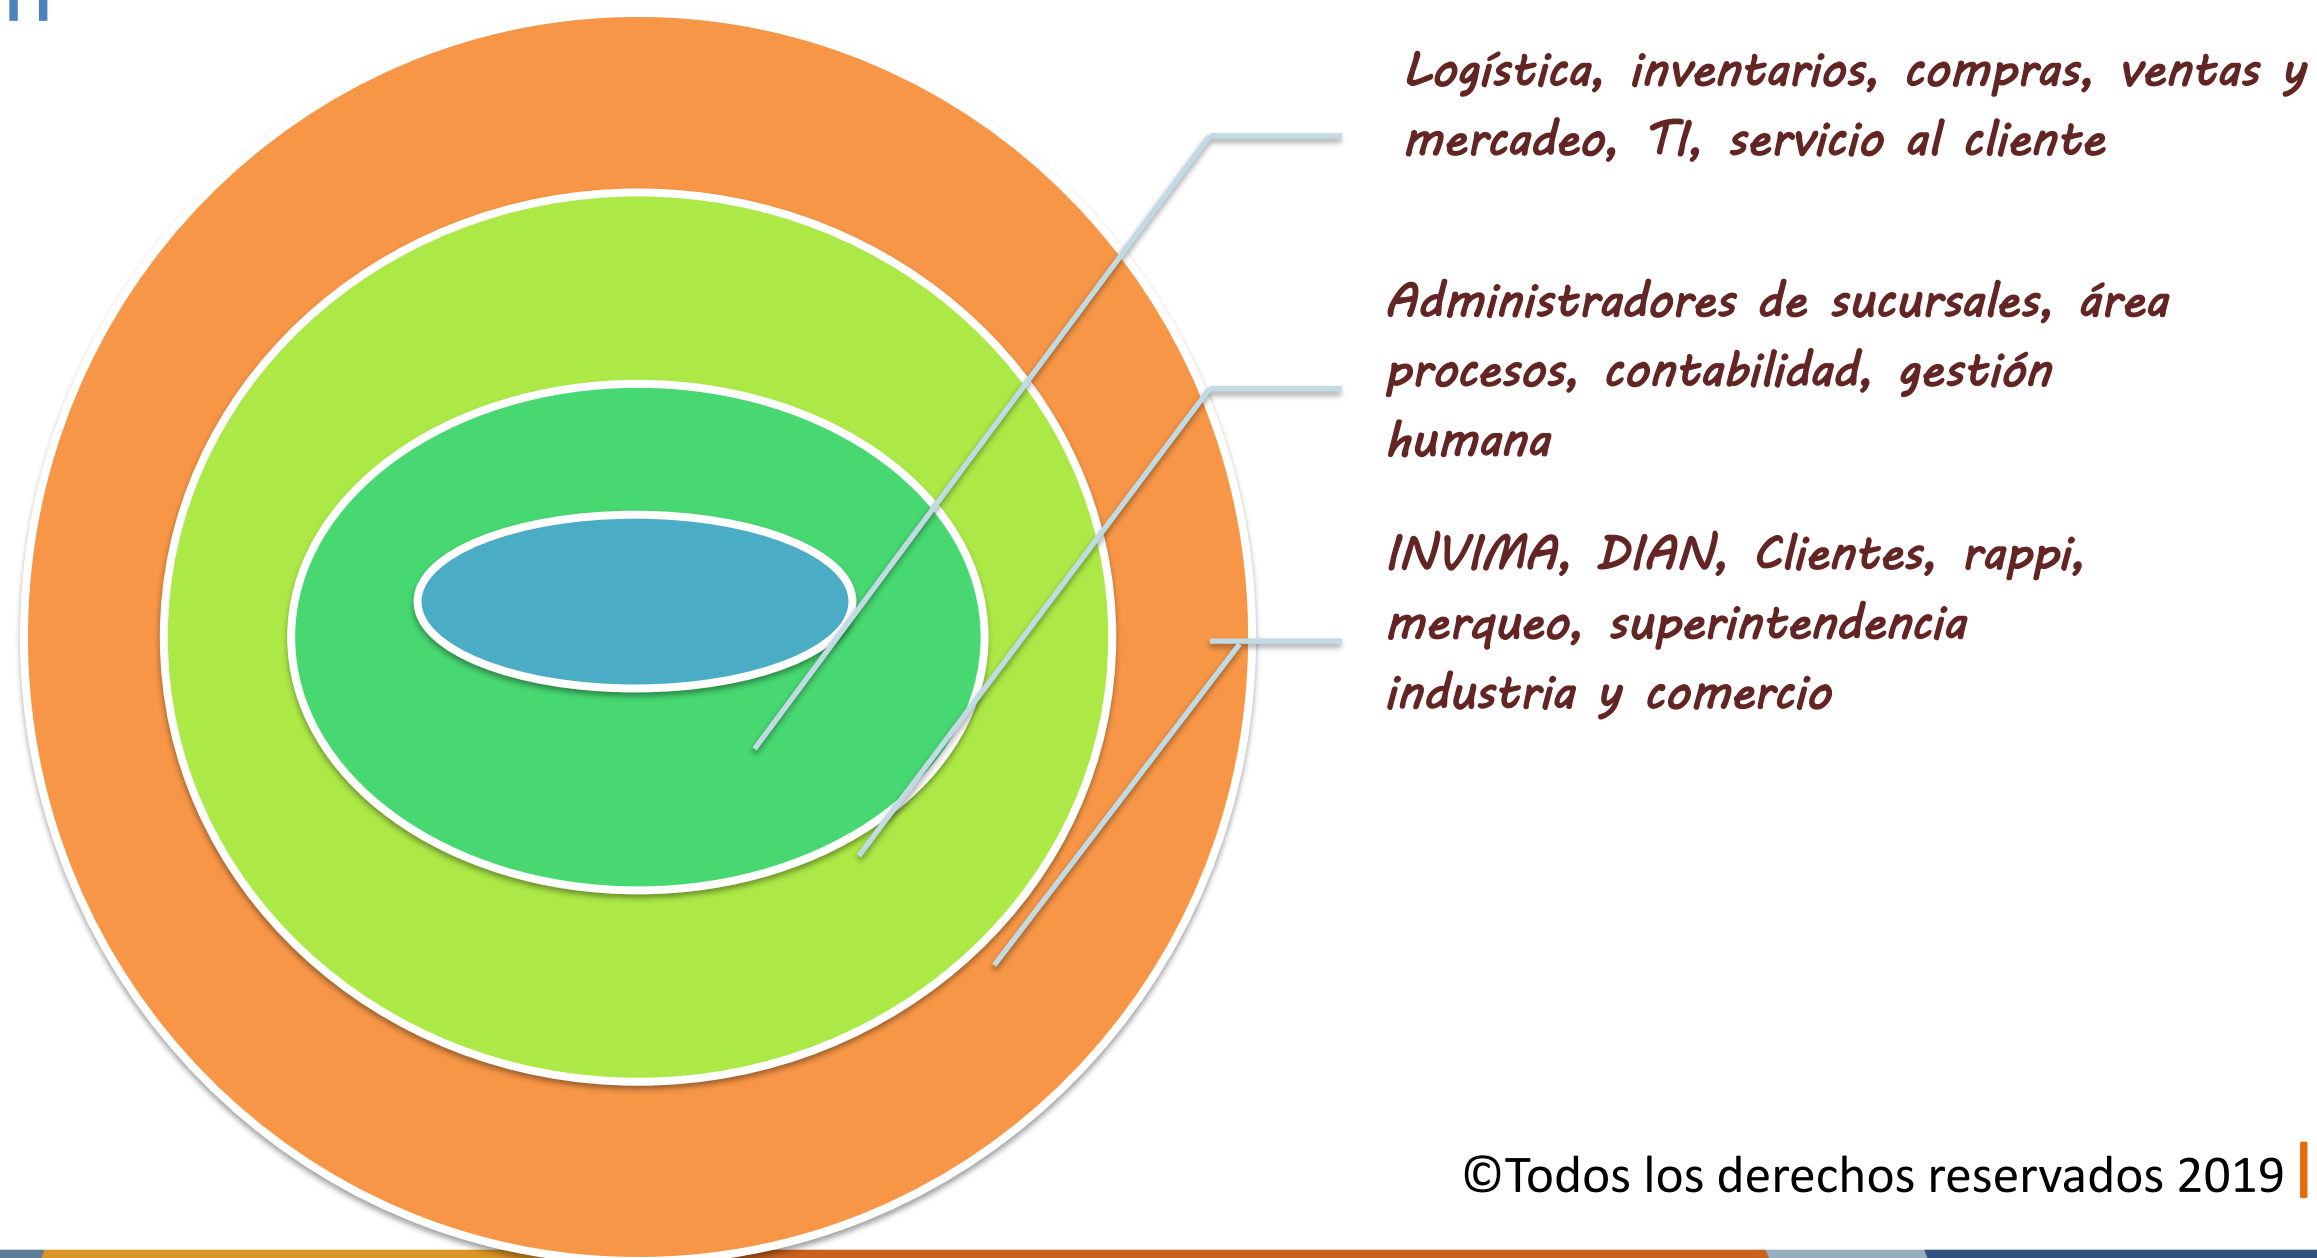 Logística, inventarios, compras, ventas y
mercadeo, TI, servicio al cliente
Administradores de sucursales, área
procesos, contabilidad, gestión
humana
INVIMA, DIAN, Clientes, rappi,
merqueo, superintendencia
industria y comercio
©Todos los derechos reservados 2019